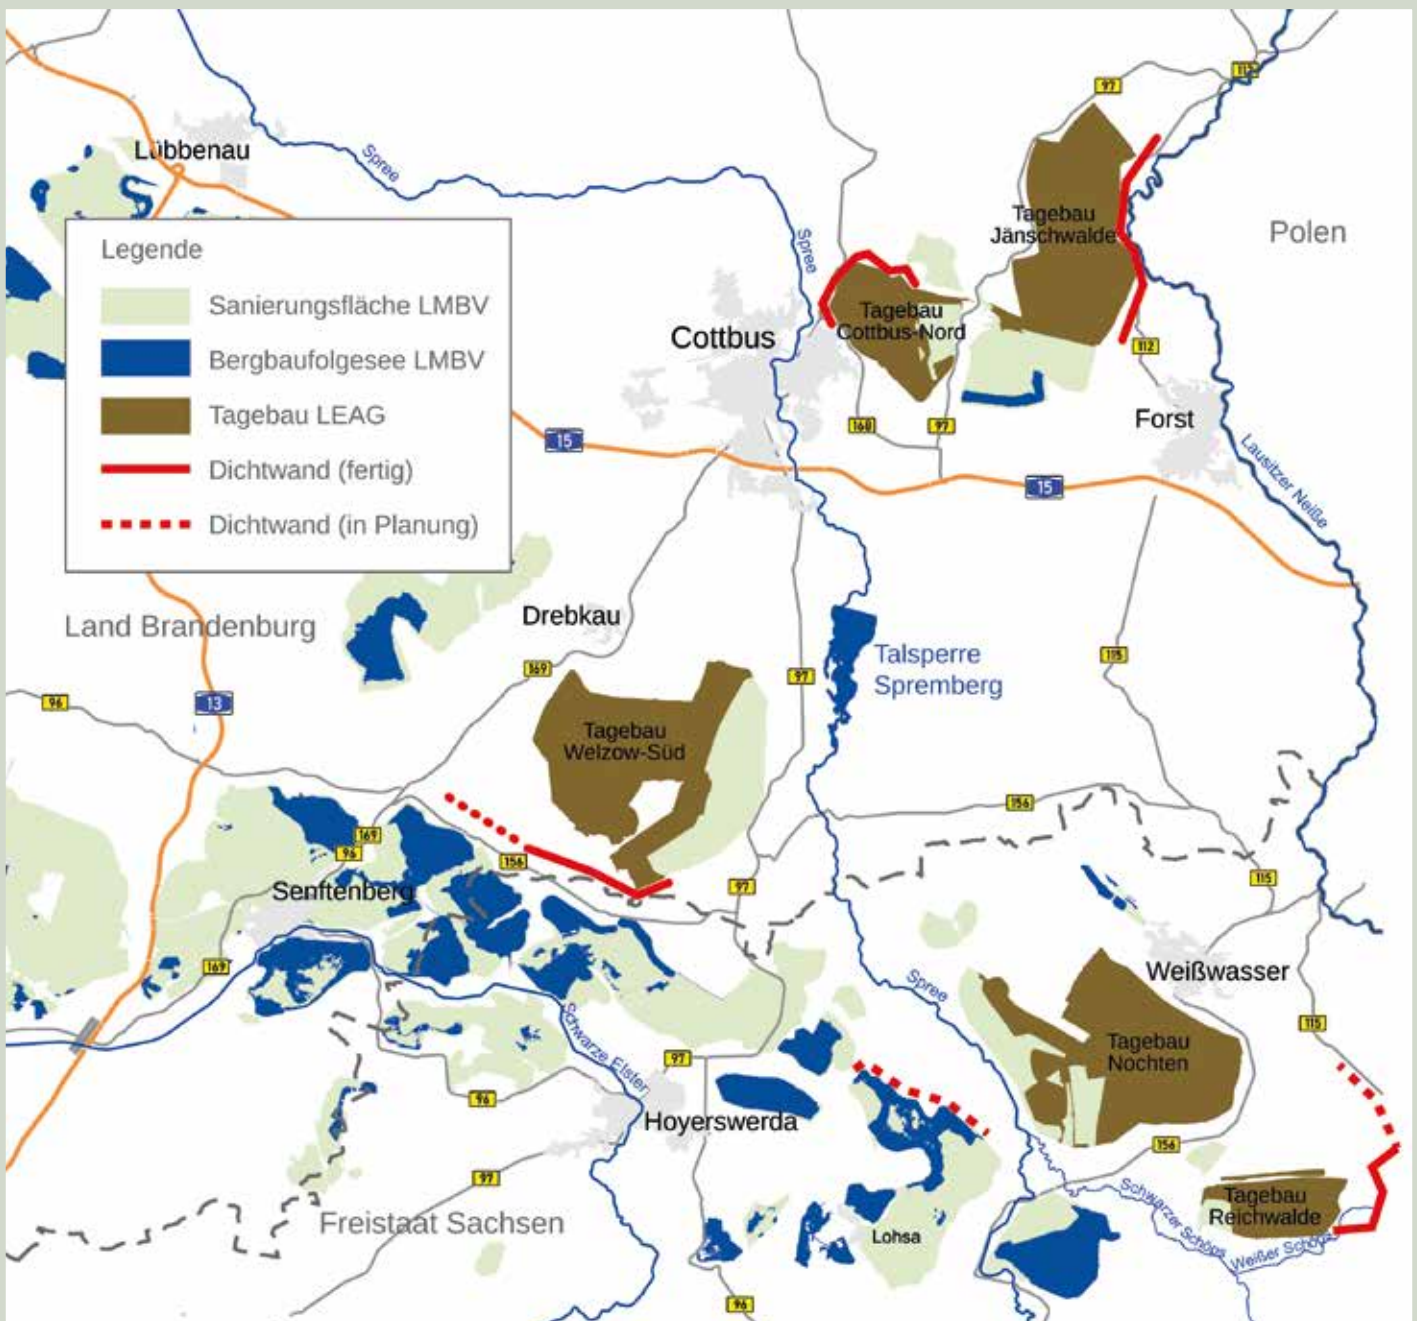 97
112
Lübbenau
Spree
Tagebau
Jänschwalde
Polen
Spree
Legende
Sanierungsfläche LMBV
Bergbaufolgesee LMBV
Tagebau LEAG
Dichtwand (fertig)
Dichtwand (in Planung)
Cottbus
Tagebau
Cottbus-Nord
112
Forst
168
97
15
15
Lausitzer Neiße
Land Brandenburg
Drebkau
Talsperre
Spremberg
169
97
115
96
13
Tagebau
Welzow-Süd
156
169
96
156
97
115
Senftenberg
169
Weißwasser
Spree
Schwarze Elster
115
Tagebau
Nochten
97
96
Hoyerswerda
156
97
Schwarzer Schöps
Tagebau
Reichwalde
Freistaat Sachsen
Lohsa
Weißer Schöps
96